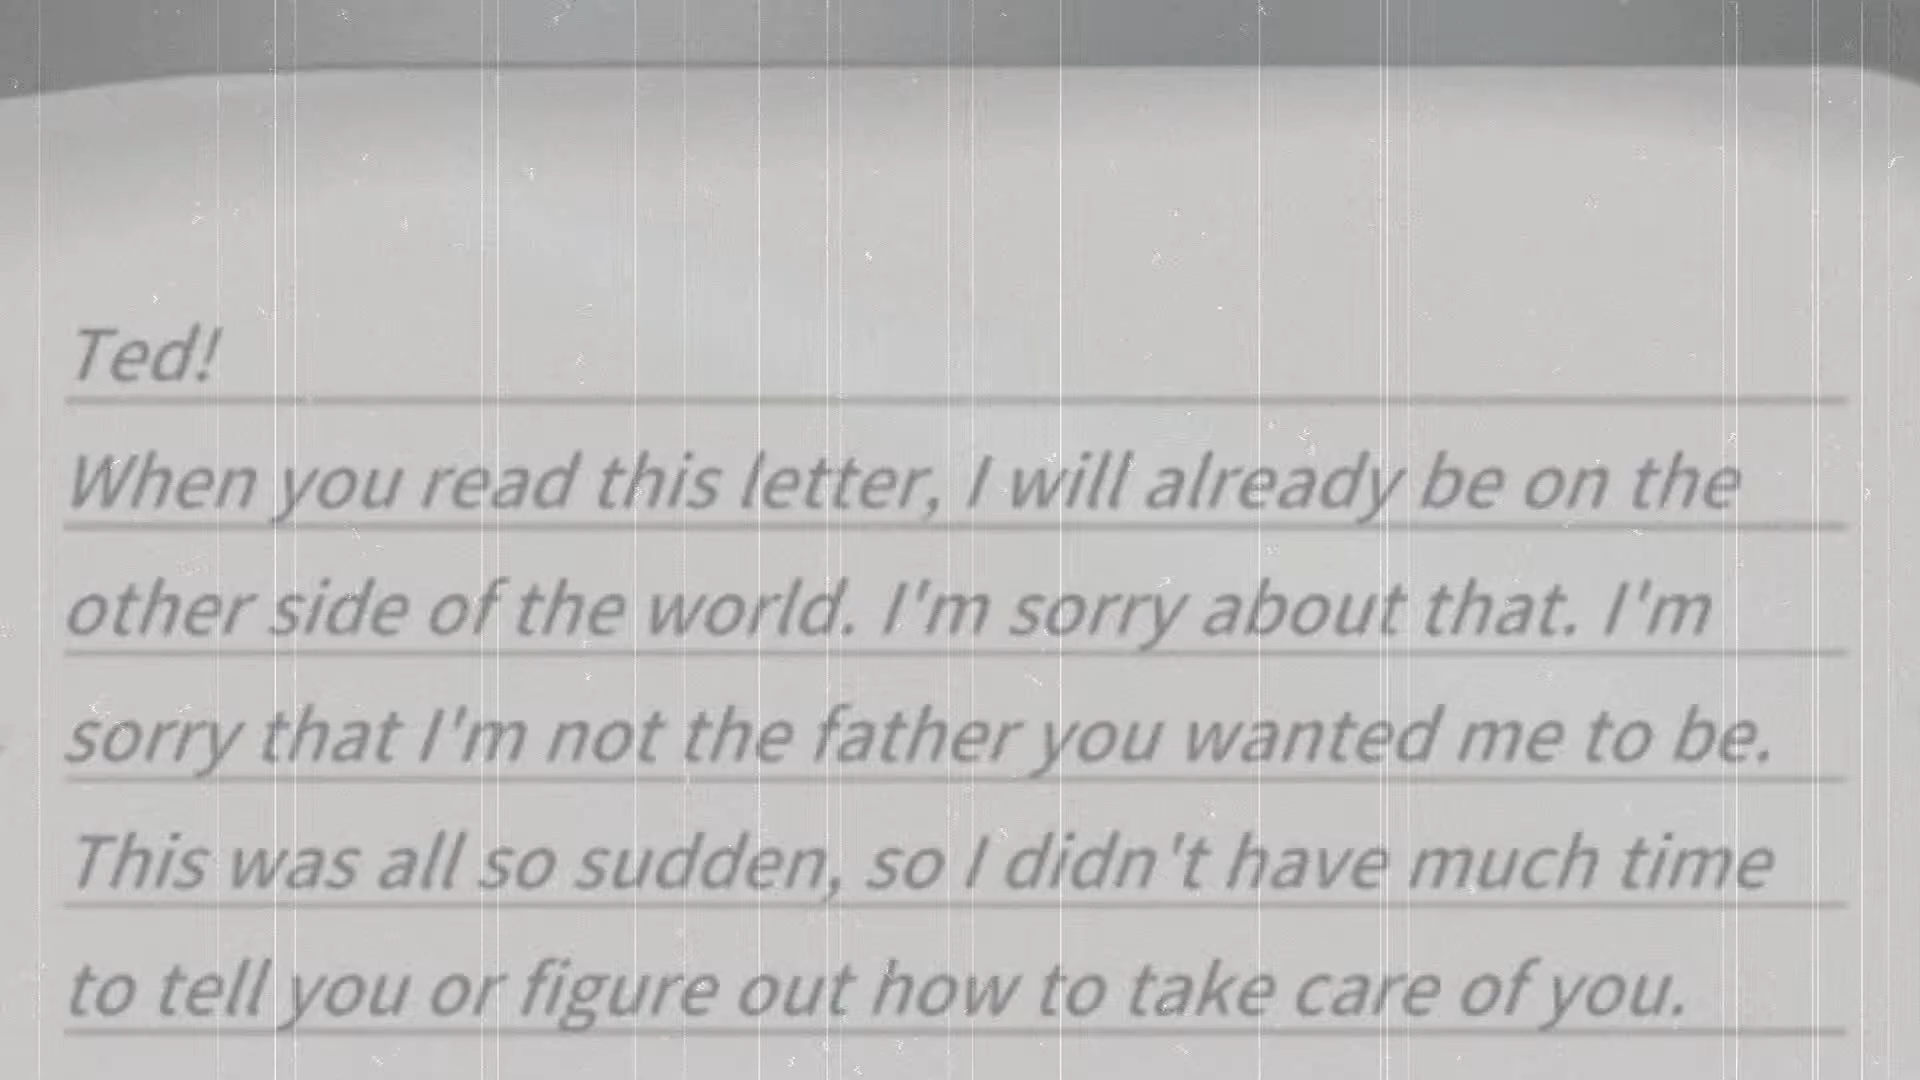 Ted!
When you read this letter, I will already be on the
other side of the world. I'm sorry about that. I'm
sorry that I'm not the father you wanted me to be.
This was all so sudden, so I didn't have much time
to tell you or figure out how to take care of you.